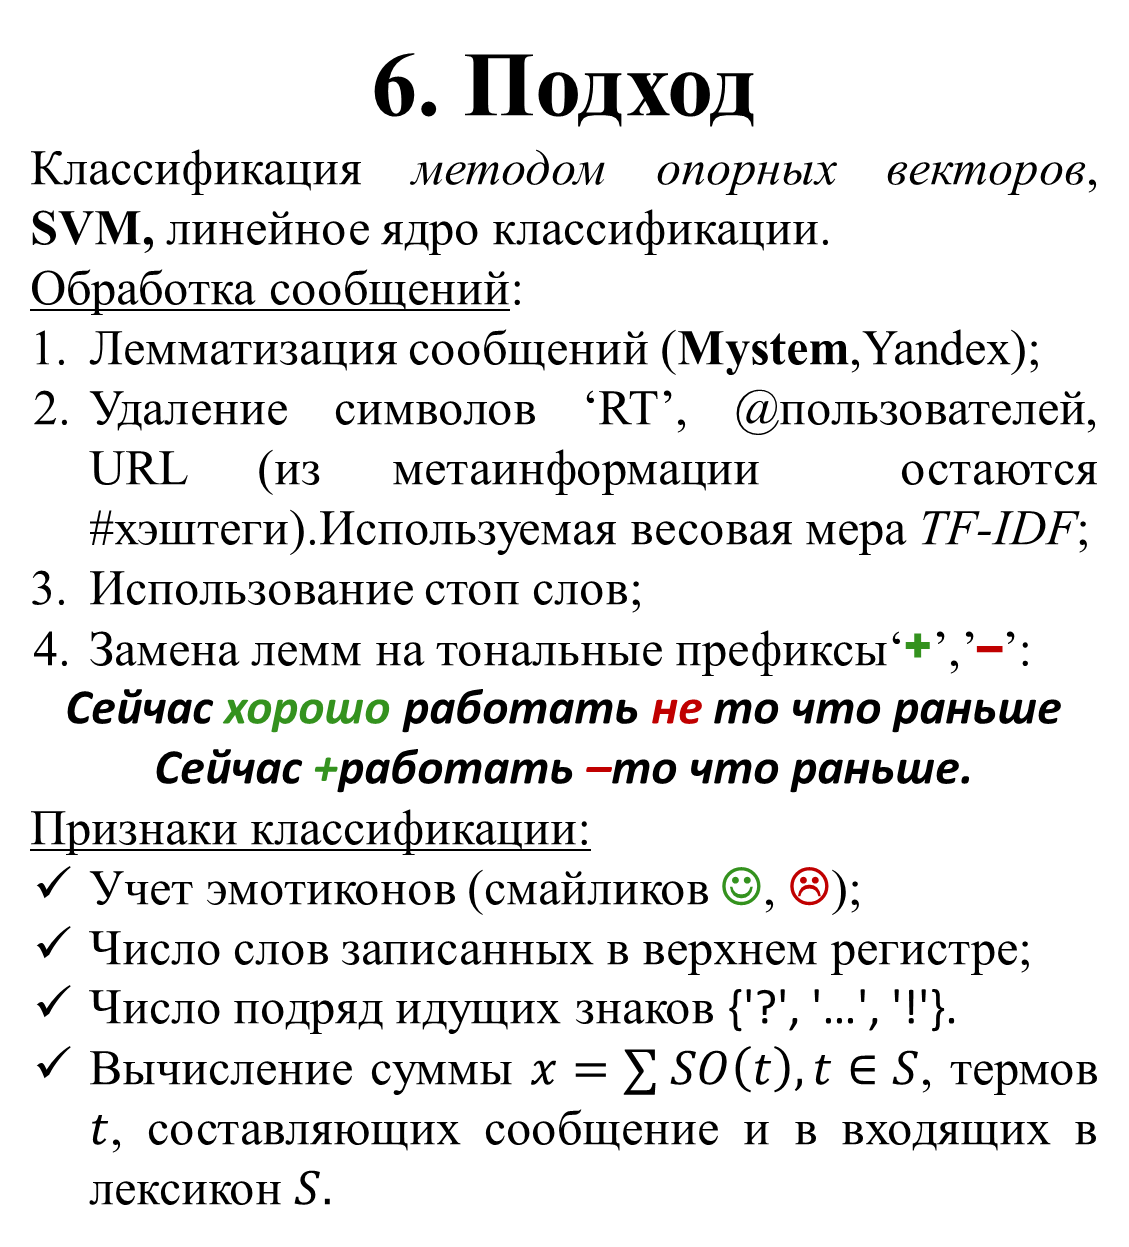 6. Подход
Классификация методом опорных векторов,
SVM, линейное ядро классификации.
Обработка сообщений:
1. Лемматизация сообщений (Mystem,Yandex);
2. Удаление символов ‘RT’, @пользователей,
URL (из метаинформации остаются
#хэштеги).Используемая весовая мера TF-IDF;
3. Использование стоп слов;
4. Замена лемм на тональные префиксы‘+’,’–’:
Сейчас хорошо работать не то что раньше
Сейчас +работать –то что раньше.
Признаки классификации:
✓ Учет эмотиконов (смайликов ☺, ☹);
✓ Число слов записанных в верхнем регистре;
✓ Число подряд идущих знаков {'?', '...', '!'}.
✓ Вычисление суммы x = ∑ SO(t), t ∈ S, термов
t, составляющих сообщение и в входящих в
лексикон S.